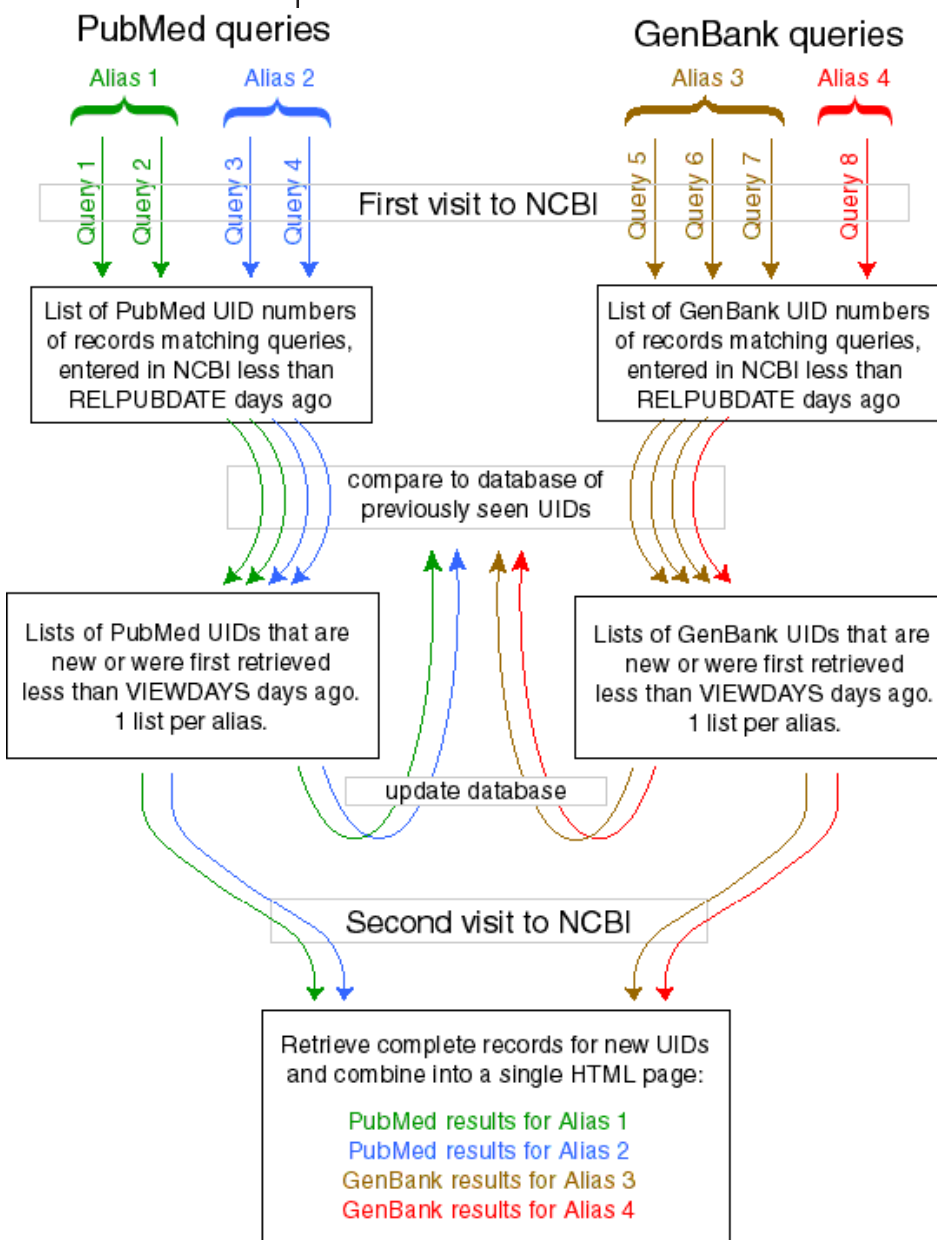 PubMed queries
GenBank queries
Alias 1
Alias 2
Alias 3
Alias 4
Query 1
Query 2
Query 3
Query 4
Query 5
Query 6
Query 7
Query 8
First visit to NCBI
List of PubMed UID numbers
of records matching queries,
entered in NCBI less than
RELPUBDATE days ago
List of GenBank UID numbers
of records matching queries,
entered in NCBI less than
RELPUBDATE days ago
compare to database of
previously seen UIDs
Lists of PubMed UIDs that are
new or were first retrieved
less than VIEWDAYS days ago.
1 list per alias.
Lists of GenBank UIDs that are
new or were first retrieved
less than VIEWDAYS days ago.
1 list per alias.
update database
Second visit to NCBI
Retrieve complete records for new UIDs
and combine into a single HTML page:
PubMed results for Alias 1
PubMed results for Alias 2
GenBank results for Alias 3
GenBank results for Alias 4